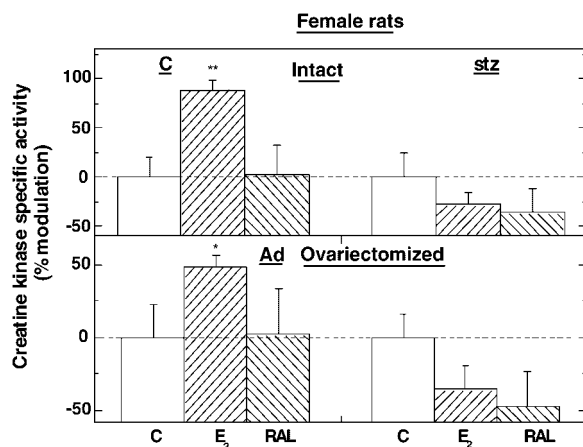 Female rats
C Intact stz
**
100
50
0
-50
Creatine kinase specific activity
(% modulation)
* Ad Ovariectomized
50
0
-50
C E3 RAL C E2 RAL